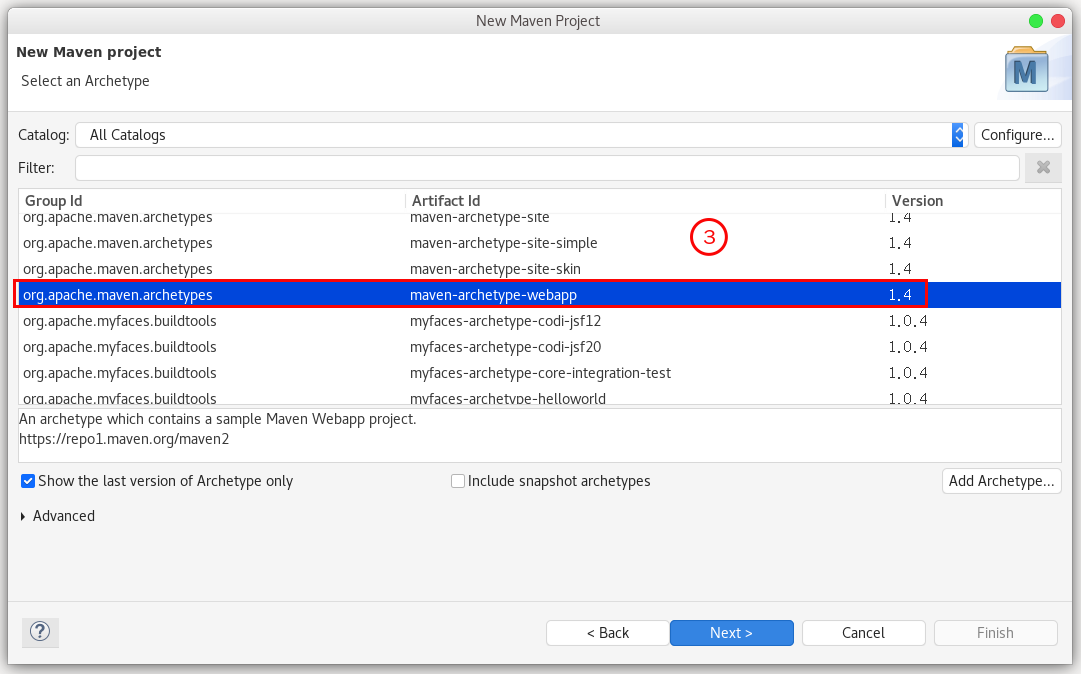 New Maven Project
New Maven project
Select an Archetype
M
Catalog: All Catalogs Configure...
Filter:
Group Id Artifact Id Version
org.apache.maven.archetypes maven-archetype-site 1.4
org.apache.maven.archetypes maven-archetype-site-simple 1.4
3
org.apache.maven.archetypes maven-archetype-site-skin 1.4
org.apache.maven.archetypes maven-archetype-webapp 1.4
org.apache.myfaces.buildtools myfaces-archetype-codi-jsf12 1.0.4
org.apache.myfaces.buildtools myfaces-archetype-codi-jsf20 1.0.4
org.apache.myfaces.buildtools myfaces-archetype-core-integration-test 1.0.4
org.apache.myfaces.buildtools myfaces-archetype-helloworld 1.0.4
An archetype which contains a sample Maven Webapp project.
https://repo1.maven.org/maven2
Show the last version of Archetype only Include snapshot archetypes Add Archetype...
Advanced
? < Back Next > Cancel Finish